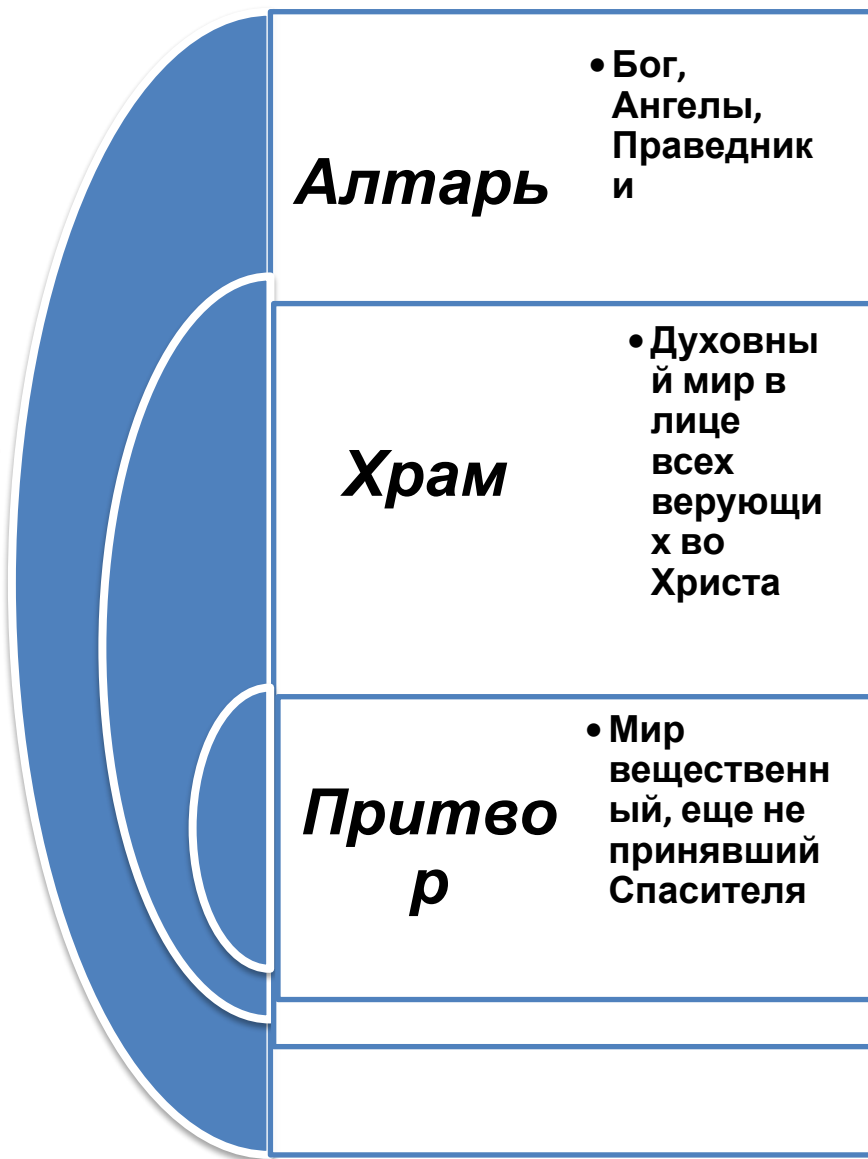 Алтарь
• Бог,
Ангелы,
Праведник
и
Храм
• Духовны
й мир в
лице
всех
верующи
х во
Христа
Притво
р
• Мир
вещественн
ый, еще не
принявший
Спасителя